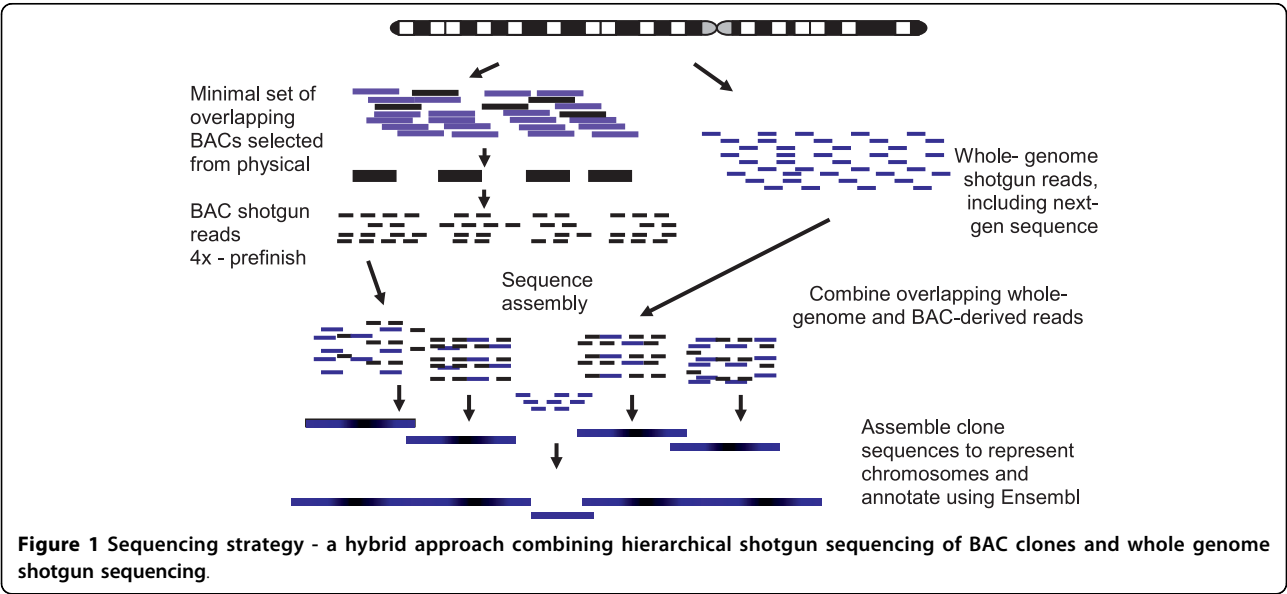 Minimal set of
overlapping
BACs selected
from physical
Whole- genome
shotgun reads,
including next-
gen sequence
BAC shotgun
reads
4x - prefinish
Sequence
assembly
Combine overlapping whole-
genome and BAC-derived reads
Assemble clone
sequences to represent
chromosomes and
annotate using Ensembl
Figure 1 Sequencing strategy - a hybrid approach combining hierarchical shotgun sequencing of BAC clones and whole genome
shotgun sequencing.